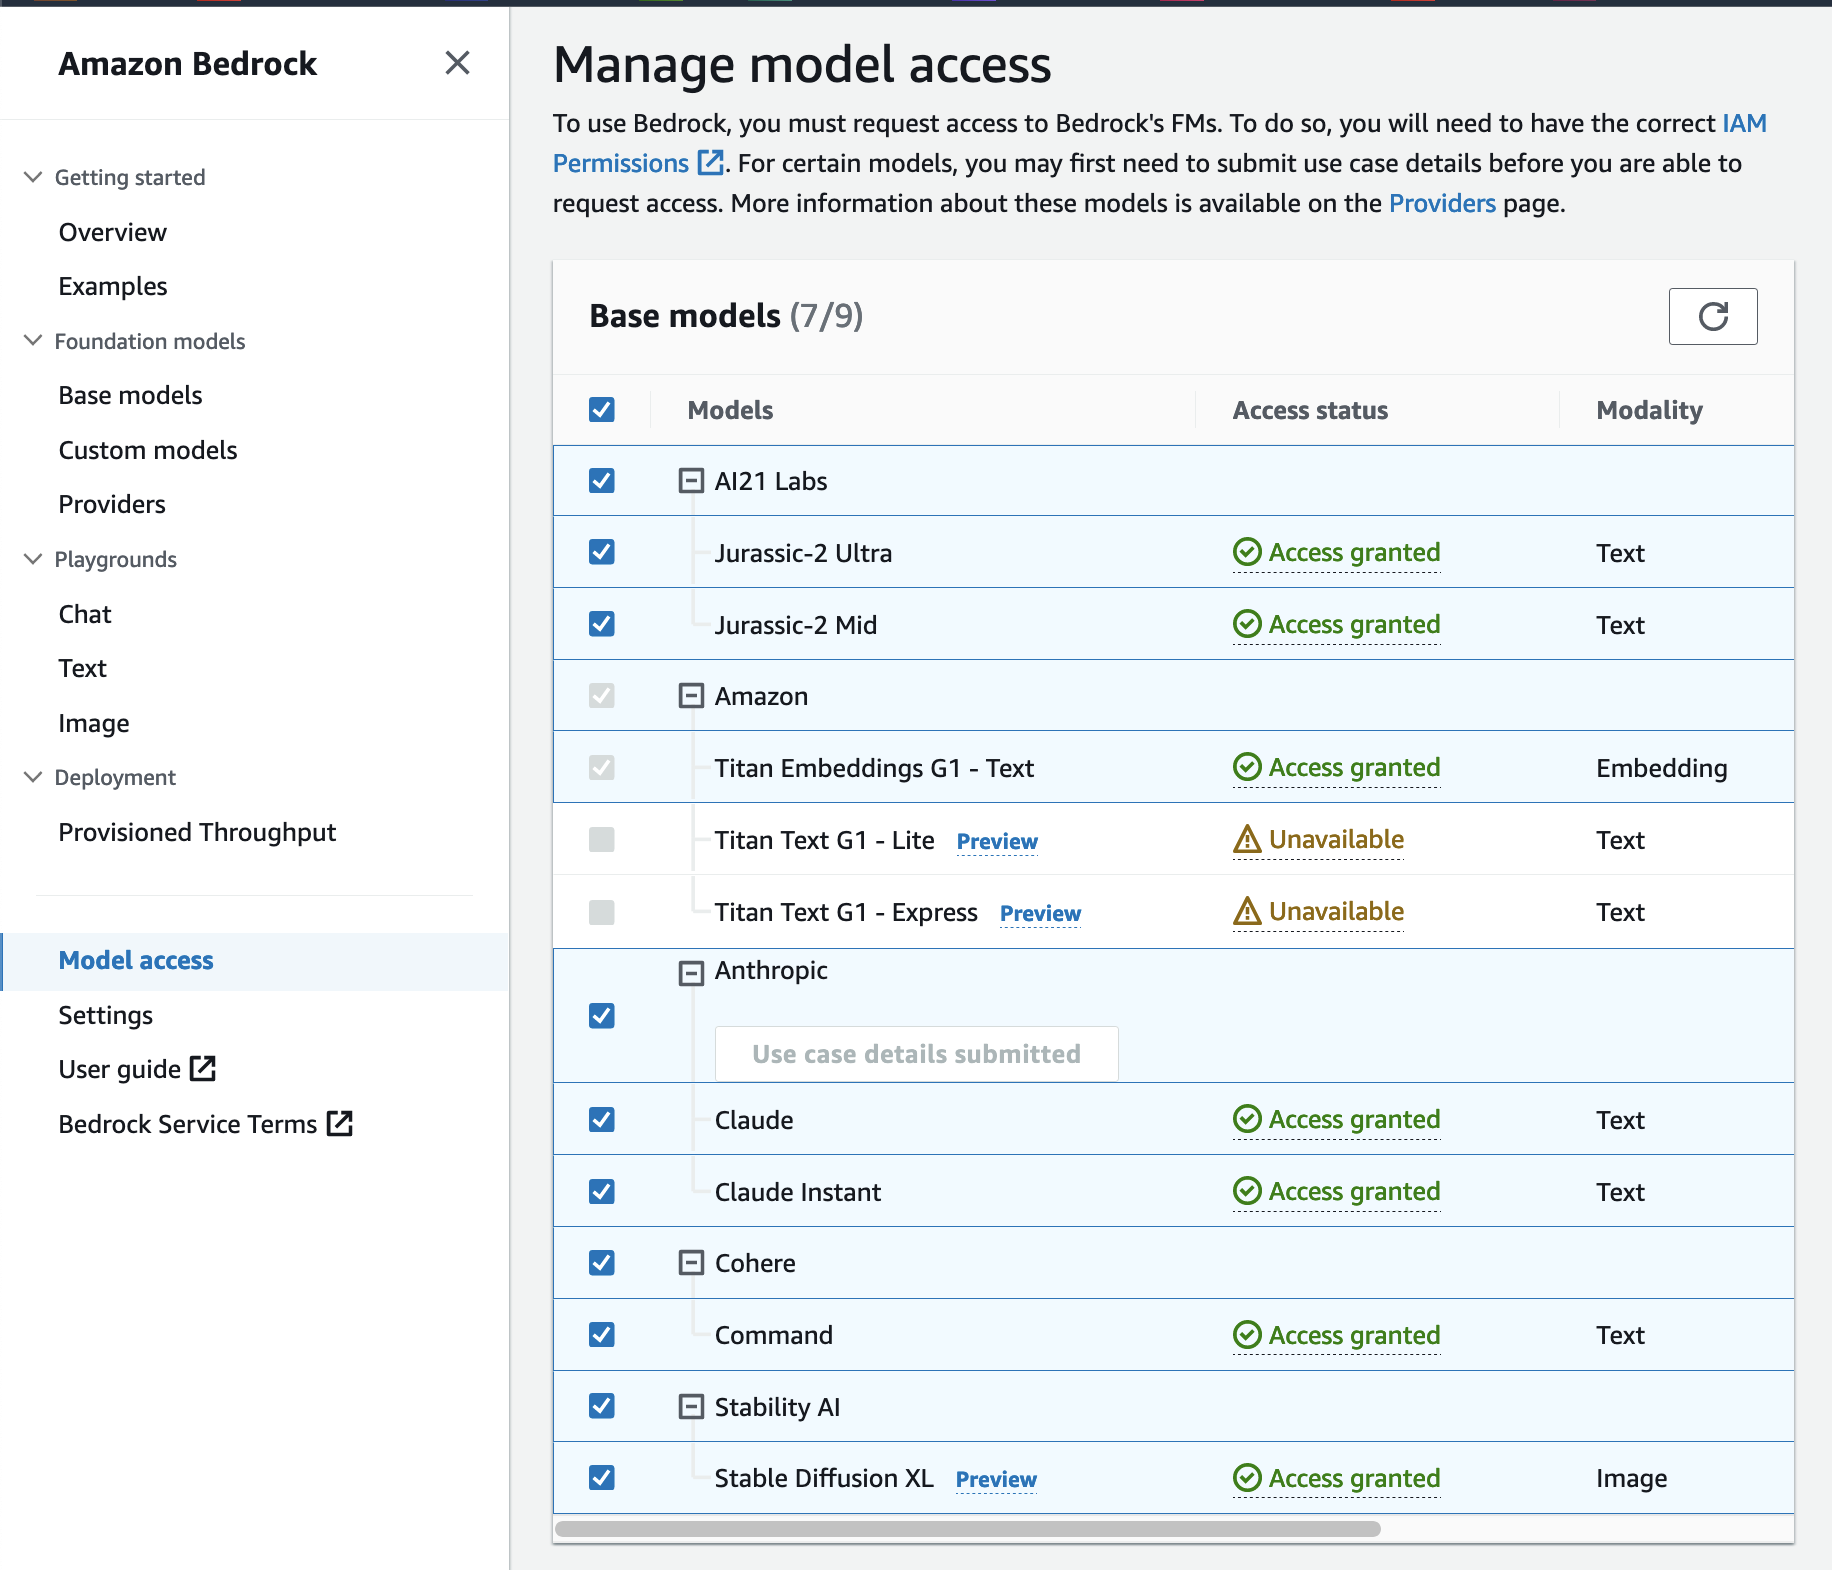 Amazon Bedrock
Getting started
Overview
Examples
Foundation models
Base models
Custom models
Providers
Playgrounds
Chat
Text
Image
Deployment
Provisioned Throughput
Model access
Settings
User guide
Bedrock Service Terms
Manage model access
To use Bedrock, you must request access to Bedrock's FMs. To do so, you will need to have the correct IAM
Permissions. For certain models, you may first need to submit use case details before you are able to
request access. More information about these models is available on the Providers page.
Base models (7/9)
Models Access status Modality
AI21 Labs
Jurassic-2 Ultra Access granted Text
Jurassic-2 Mid Access granted Text
Amazon
Titan Embeddings G1 - Text Access granted Embedding
Titan Text G1 - Lite Preview Unavailable Text
Titan Text G1 - Express Preview Unavailable Text
Anthropic
Use case details submitted
Claude Access granted Text
Claude Instant Access granted Text
Cohere
Command Access granted Text
Stability AI
Stable Diffusion XL Preview Access granted Image